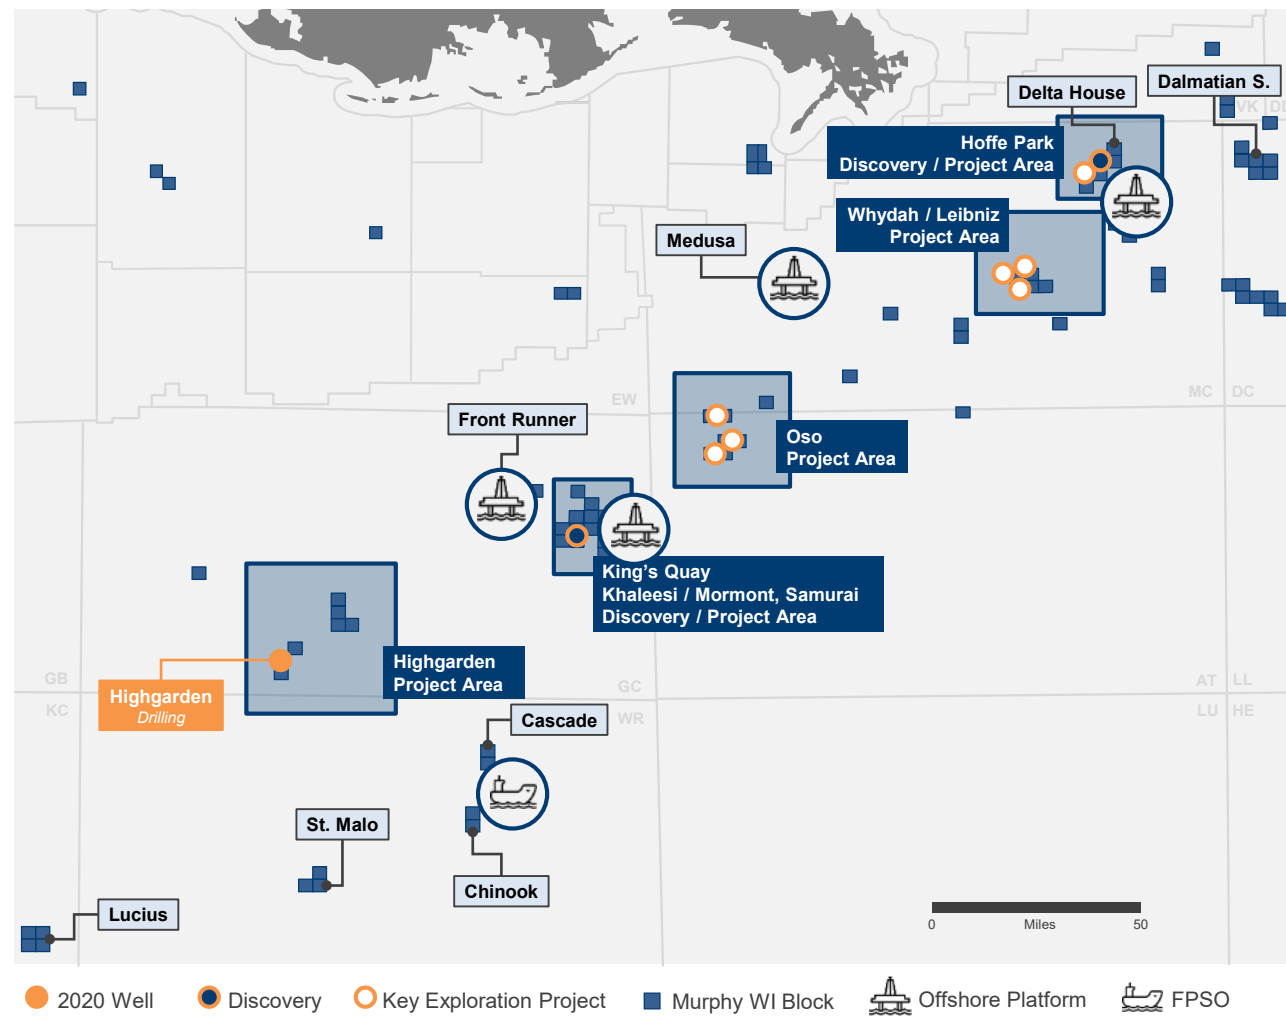 Delta House
Dalmatian S.
VK
DD
Hoffe Park
Discovery / Project Area
Whydah / Leibniz
Project Area
Medusa
EW
MC
DC
Front Runner
Oso
Project Area
King's Quay
Khaleesi / Mormont, Samurai
Discovery / Project Area
Highgarden
Project Area
GB
KC
Highgarden
Drilling
GC
WR
AT
LL
LU
HE
Cascade
St. Malo
Chinook
Lucius
0
Miles
50
2020 Well
Discovery
Key Exploration Project
Murphy WI Block
Offshore Platform
FPSO